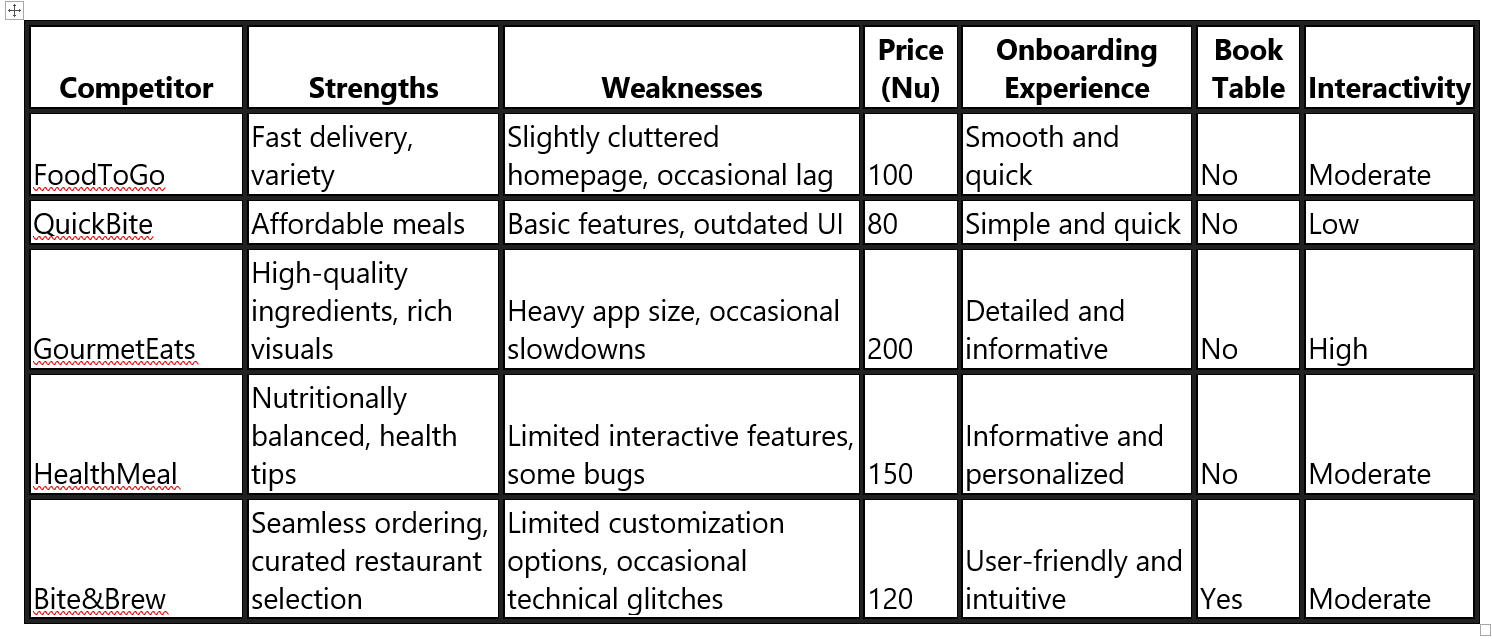 Competitor Strengths Weaknesses Price (Nu) Onboarding Experience Book Table Interactivity
FoodToGo Fast delivery, variety Slightly cluttered homepage, occasional lag 100 Smooth and quick No Moderate
QuickBite Affordable meals Basic features, outdated UI 80 Simple and quick No Low
GourmetEats High-quality ingredients, rich visuals Heavy app size, occasional slowdowns 200 Detailed and informative No High
HealthMeal Nutritionally balanced, health tips Limited interactive features, some bugs 150 Informative and personalized No Moderate
Bite&Brew Seamless ordering, curated restaurant selection Limited customization options, occasional technical glitches 120 User-friendly and intuitive Yes Moderate